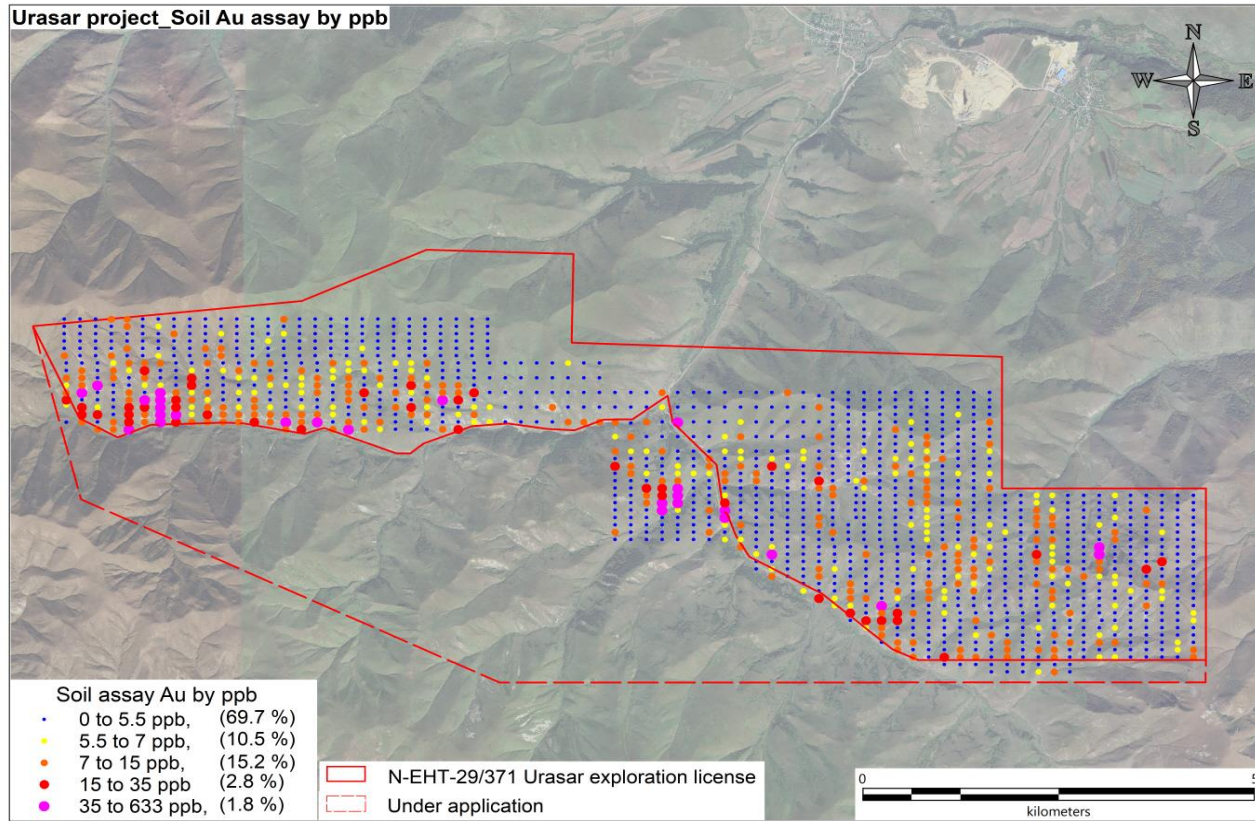 Urasar project_Soil Au assay by ppb
N
W E
S
Soil assay Au by ppb
0 to 5.5 ppb, (69.7 %)
5.5 to 7 ppb, (10.5 %)
7 to 15 ppb, (15.2 %)
15 to 35 ppb (2.8 %)
35 to 633 ppb, (1.8 %)
N-EHT-29/371 Urasar exploration license
Under application
0 5
kilometers